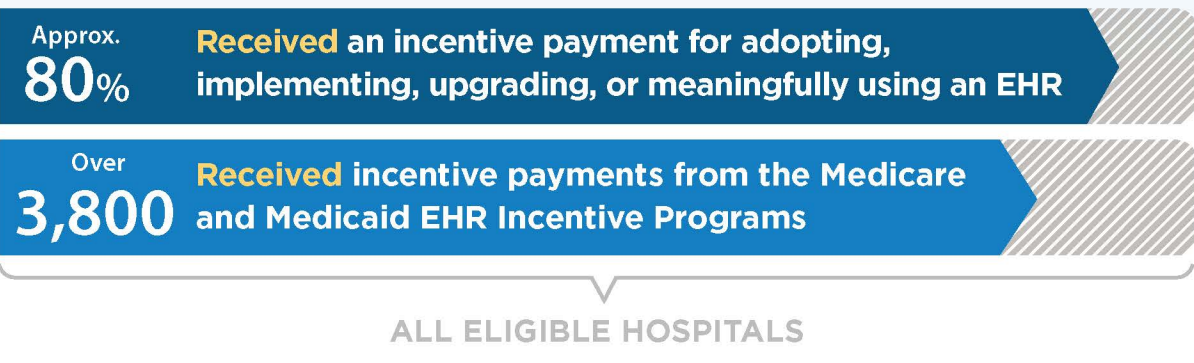 Approx.
80%
Received an incentive payment for adopting,
implementing, upgrading, or meaningfully using an EHR
Over
3,800
Received incentive payments from the Medicare
and Medicaid EHR Incentive Programs
ALL ELIGIBLE HOSPITALS